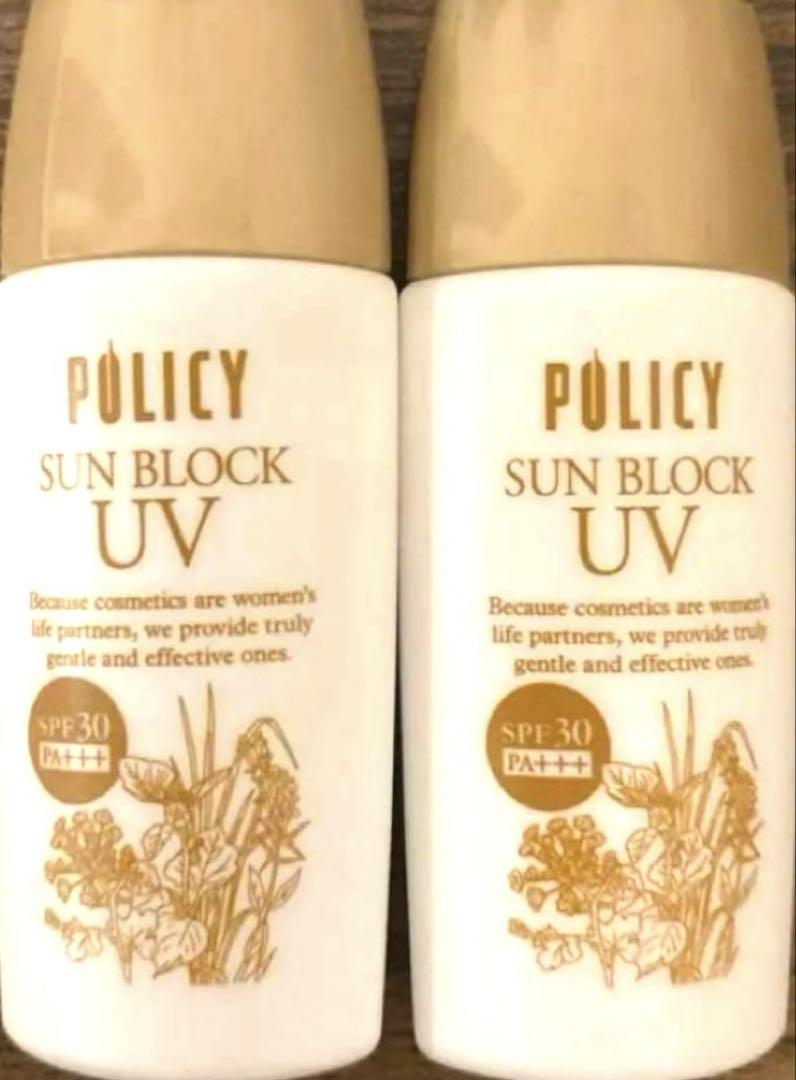 POLICY
SUN BLOCK
UV
Because cosmetics are women's
life partners, we provide truly
gentle and effective ones.
SPF30
PA+++
POLICY
SUN BLOCK
UV
Because cosmetics are women's
life partners, we provide truly
gentle and effective ones.
SPF30
PA+++